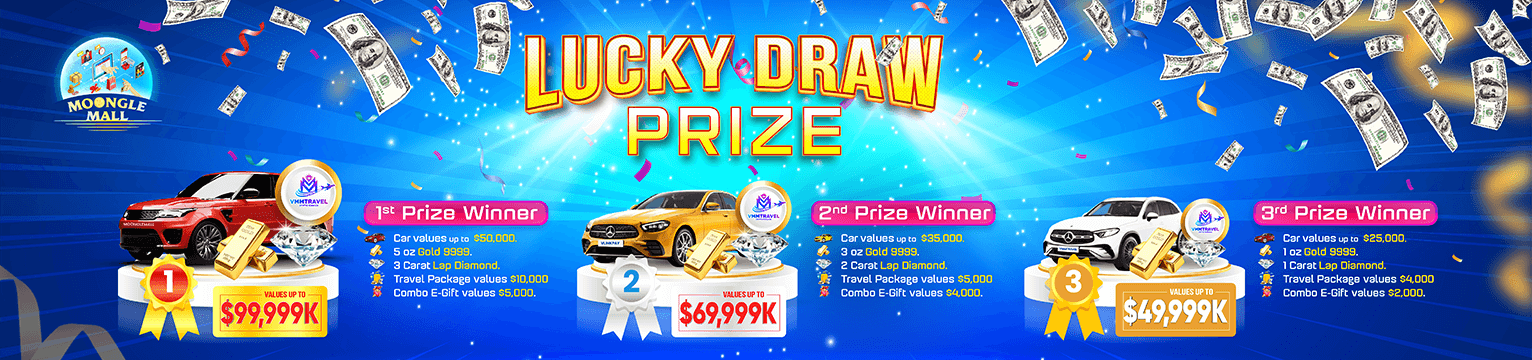 MOONGLE
MALL
LUCKY DRAW
PRIZE
VMMTRAVEL
1
VALUES UP TO
$99,999K
1st Prize Winner
Car values up to $50,000.
5 oz Gold 9999.
3 Carat Lap Diamond.
Travel Package values $10,000
Combo E-Gift values $5,000.
VMMTRAVEL
2
VALUES UP TO
$69,999K
2nd Prize Winner
Car values up to $35,000.
3 oz Gold 9999.
2 Carat Lap Diamond.
Travel Package values $5,000
Combo E-Gift values $4,000.
VMMTRAVEL
3
VALUES UP TO
$49,999K
3rd Prize Winner
Car values up to $25,000.
1 oz Gold 9999.
1 Carat Lap Diamond.
Travel Package values $4,000
Combo E-Gift values $2,000.